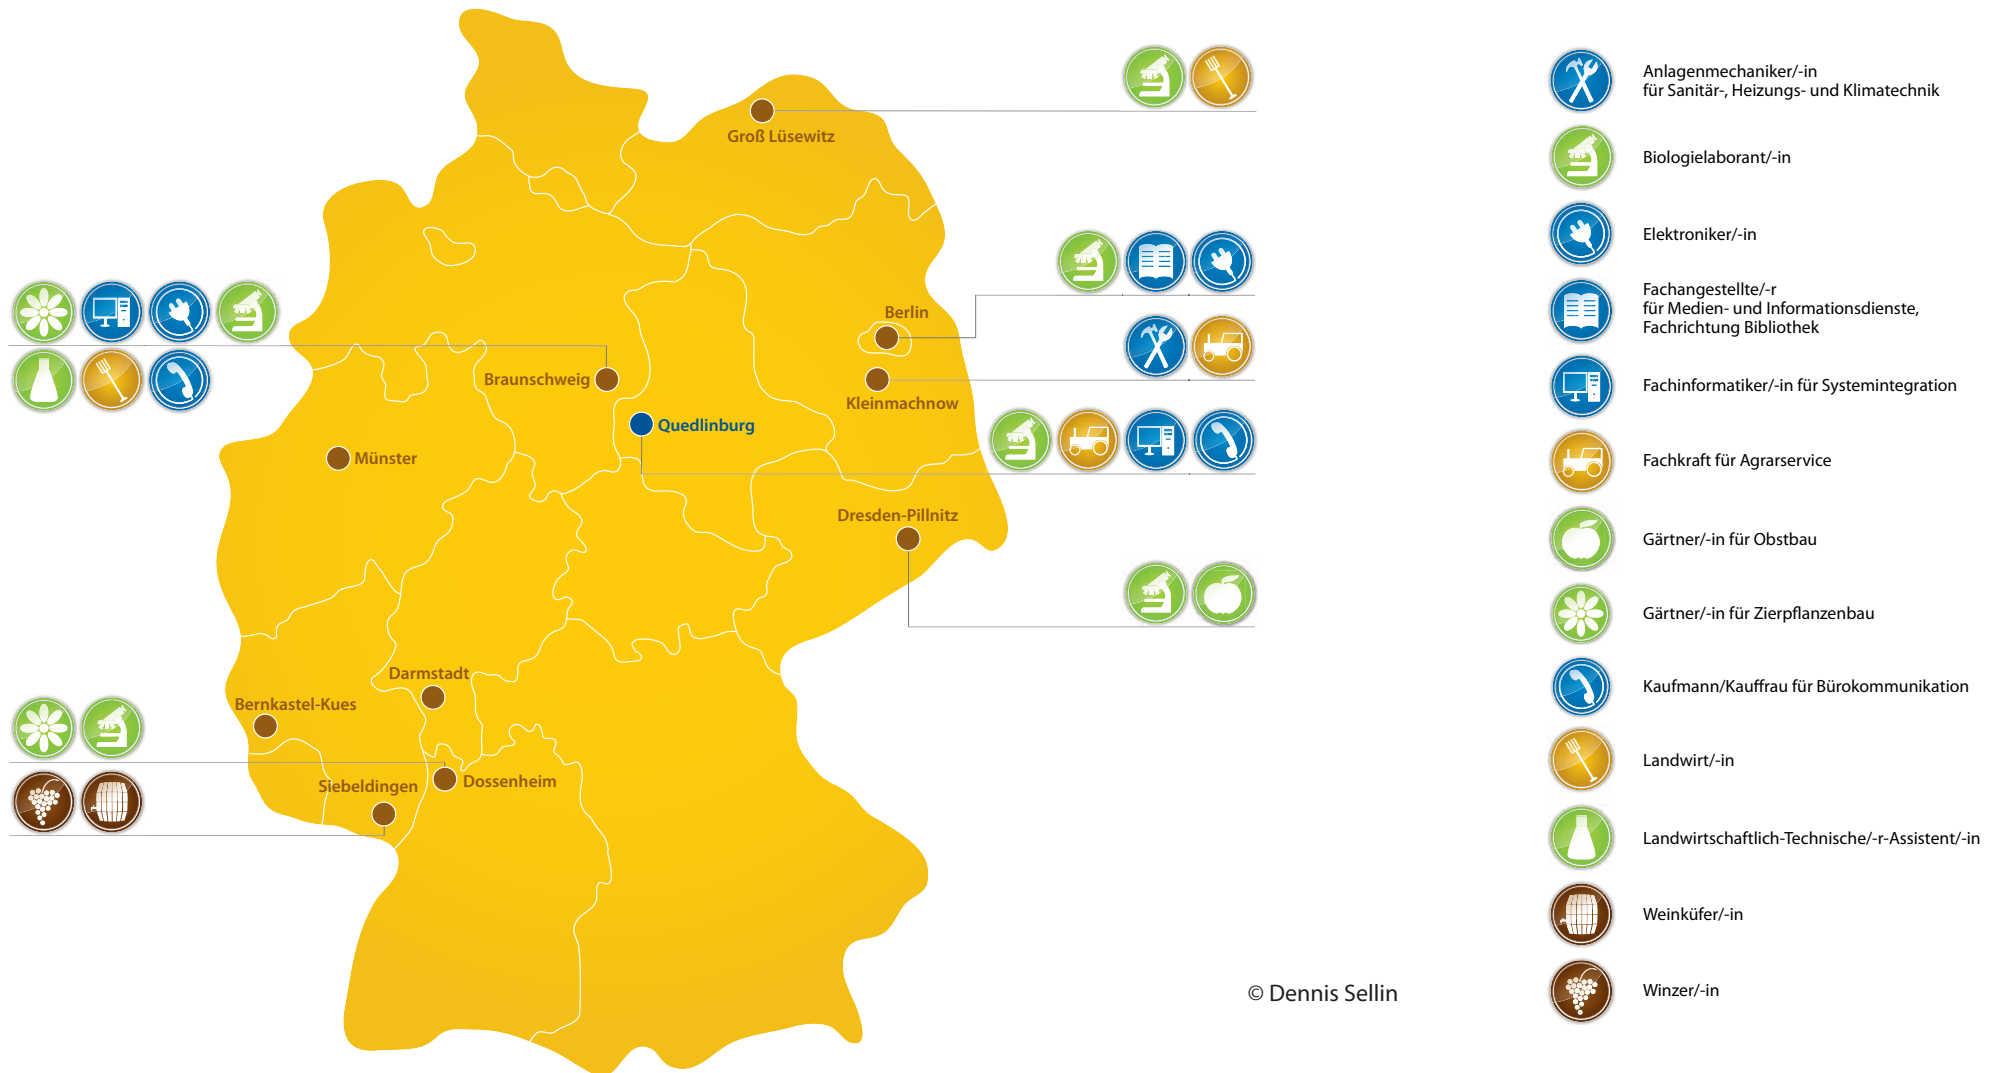 Groß Lüsewitz
Berlin
Braunschweig
Kleinmachnow
Quedlinburg
Münster
Dresden-Pillnitz
Darmstadt
Bernkastel-Kues
Siebeldingen
Dossenheim
© Dennis Sellin
Anlagenmechaniker/-in
für Sanitär-, Heizungs- und Klimatechnik
Biologielaborant/-in
Elektroniker/-in
Fachangestellte/-r
für Medien- und Informationsdienste,
Fachrichtung Bibliothek
Fachinformatiker/-in für Systemintegration
Fachkraft für Agrarservice
Gärtner/-in für Obstbau
Gärtner/-in für Zierpflanzenbau
Kaufmann/Kauffrau für Bürokommunikation
Landwirt/-in
Landwirtschaftlich-Technische/-r-Assistent/-in
Weinküfer/-in
Winzer/-in